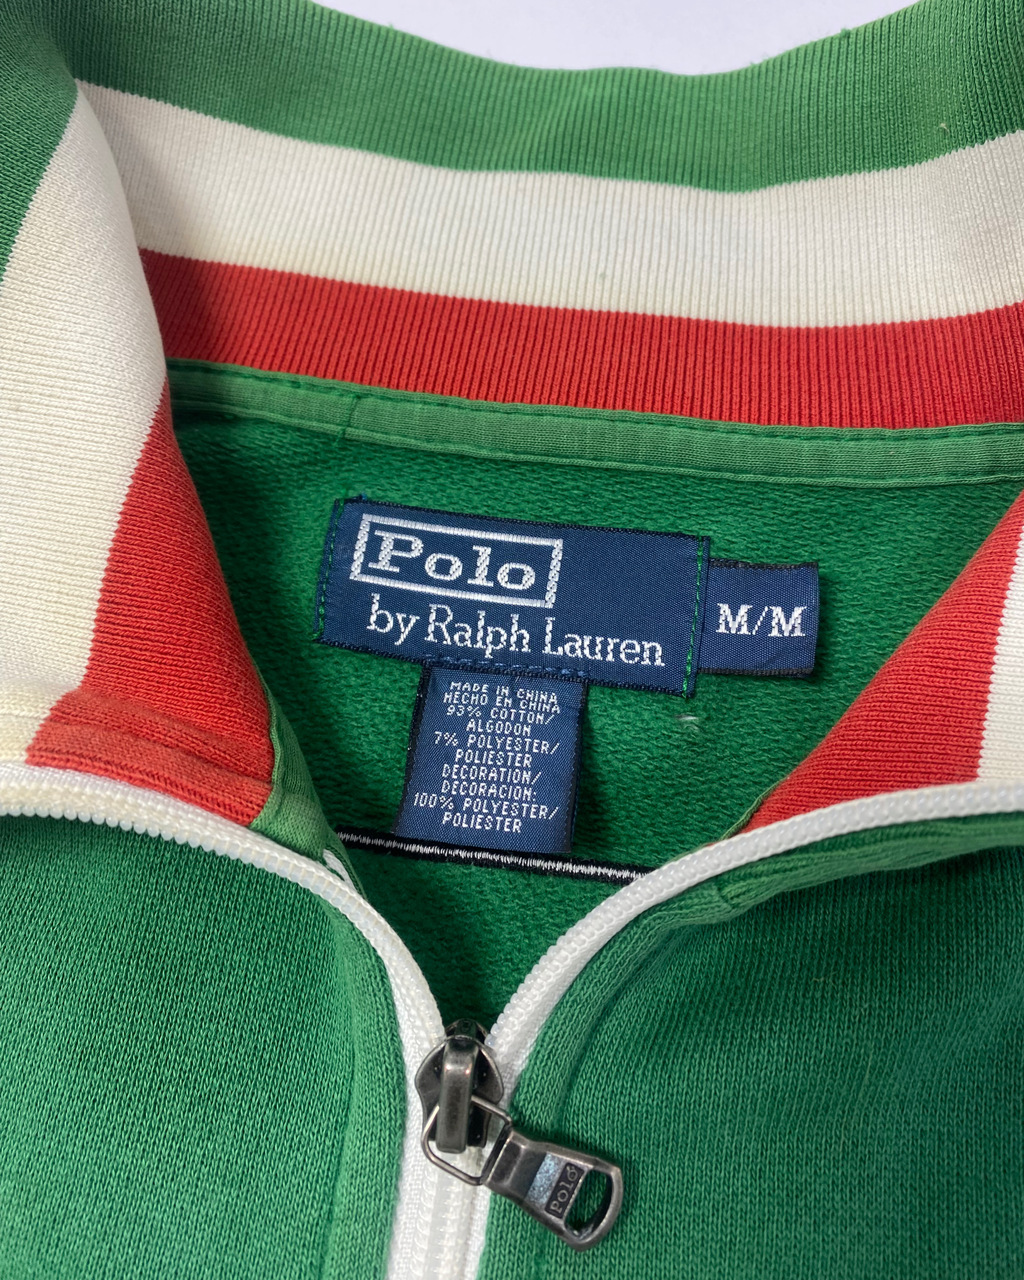 Polo
by Ralph Lauren
M/M
MADE IN CHINA
HECHO EN CHINA
93% COTTON/
ALGODON
7% POLYESTER/
POLIESTER
DECORATION/
DECORACION:
100% POLYESTER/
POLIESTER
POLO